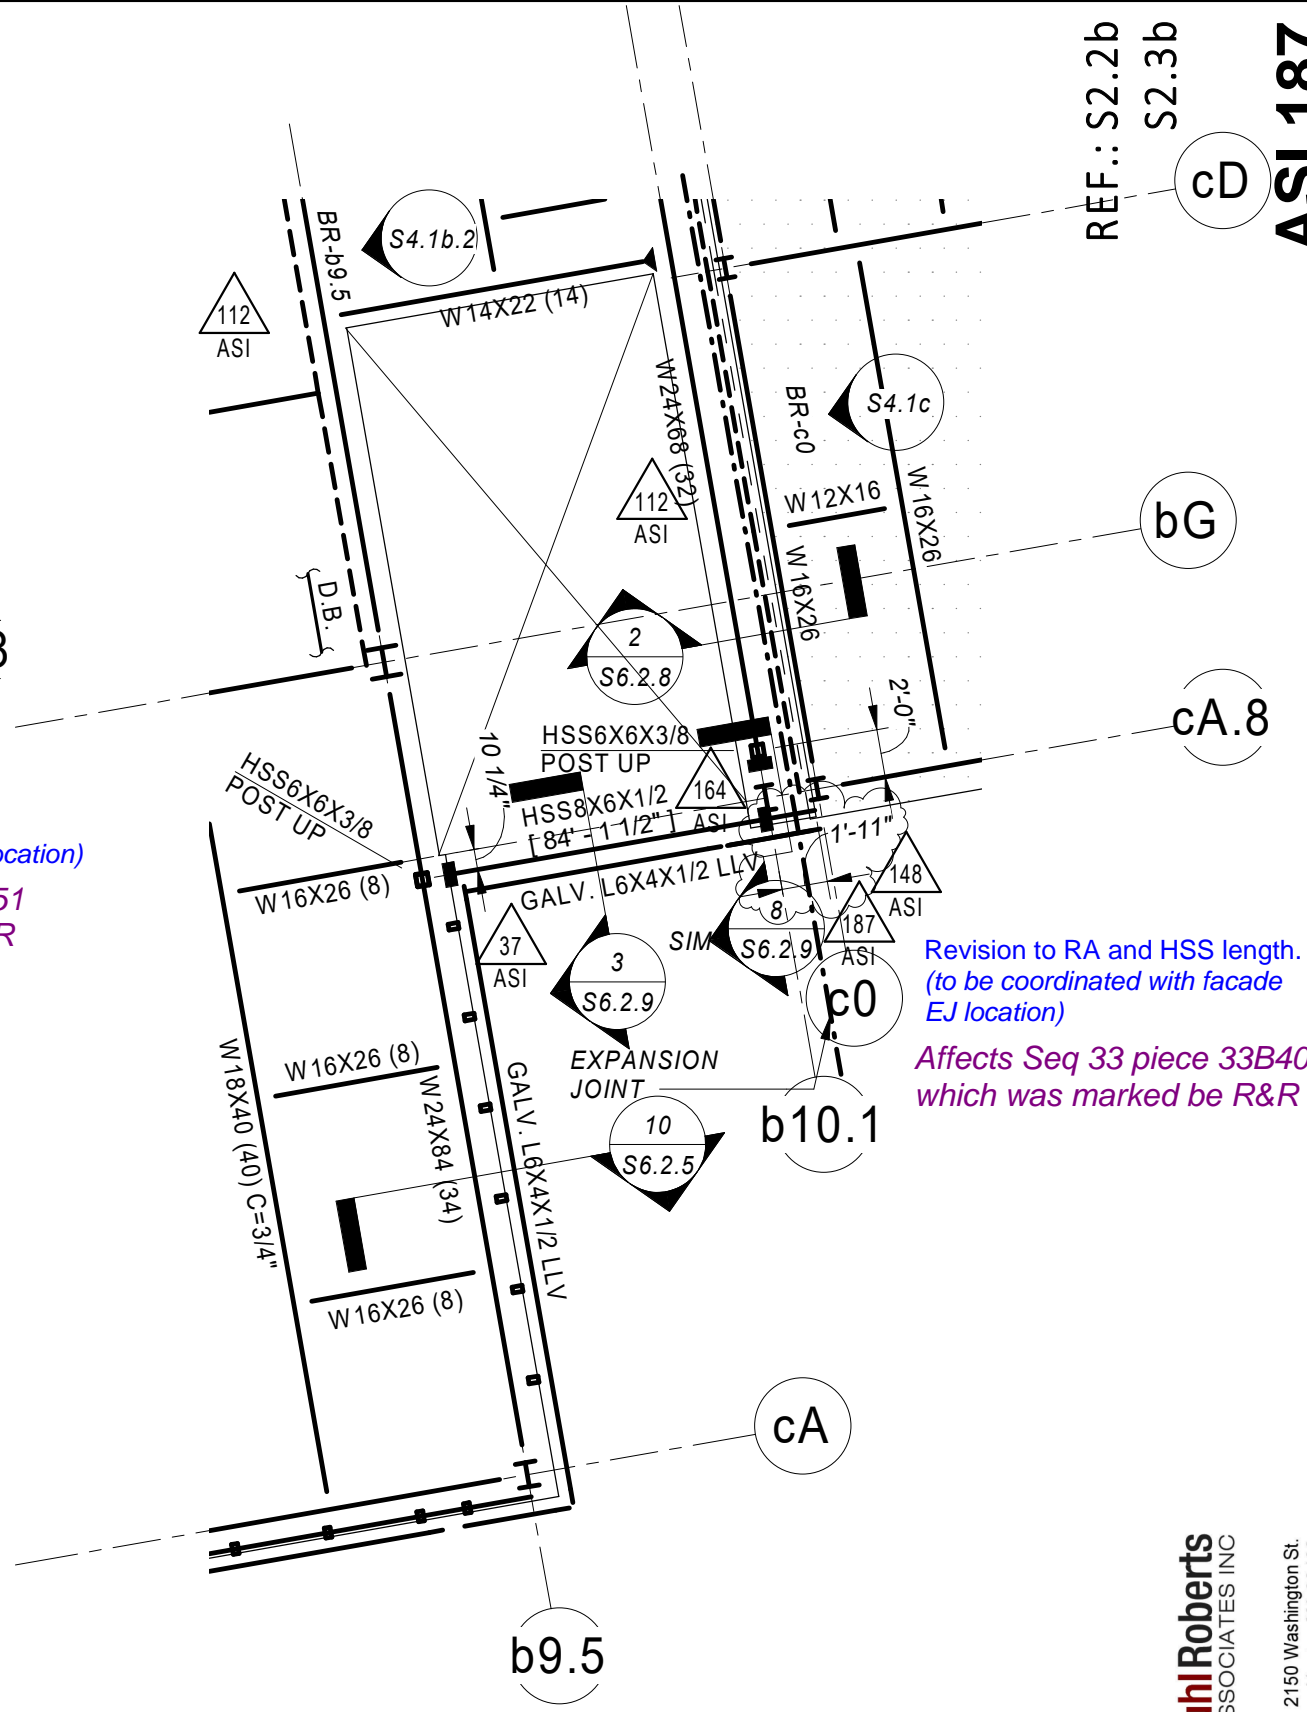 REF.: S2.2b
S2.3b
ASI 187
cD
BR-b9.5
S4.1b.2
112
ASI
W14X22 (14)
W24X68 (32)
BR-c0
S4.1c
112
ASI
W12X16
W16X26
W16X26
bG
D.B.
2
S6.2.8
2'-0"
cA.8
HSS6X6X3/8
POST UP
10 1/4"
HSS6X6X3/8
POST UP
HSS8X6X1/2
[ 84' - 1 1/2" ]
164
ASI
1'-11"
148
ASI
W16X26 (8)
GALV. L6X4X1/2 LLV
37
ASI
SIM
8
S6.2.9
187
ASI
3
S6.2.9
c0
Revision to RA and HSS length.
(to be coordinated with facade
EJ location)
Affects Seq 33 piece 33B40
which was marked be R&R
51
R
EXPANSION
JOINT
W16X26 (8)
W18X40 (40) C=3/4"
W24X84 (34)
GALV. L6X4X1/2 LLV
10
S6.2.5
b10.1
W16X26 (8)
cA
b9.5
hlRoberts
SSOCIATES INC
2150 Washington St.